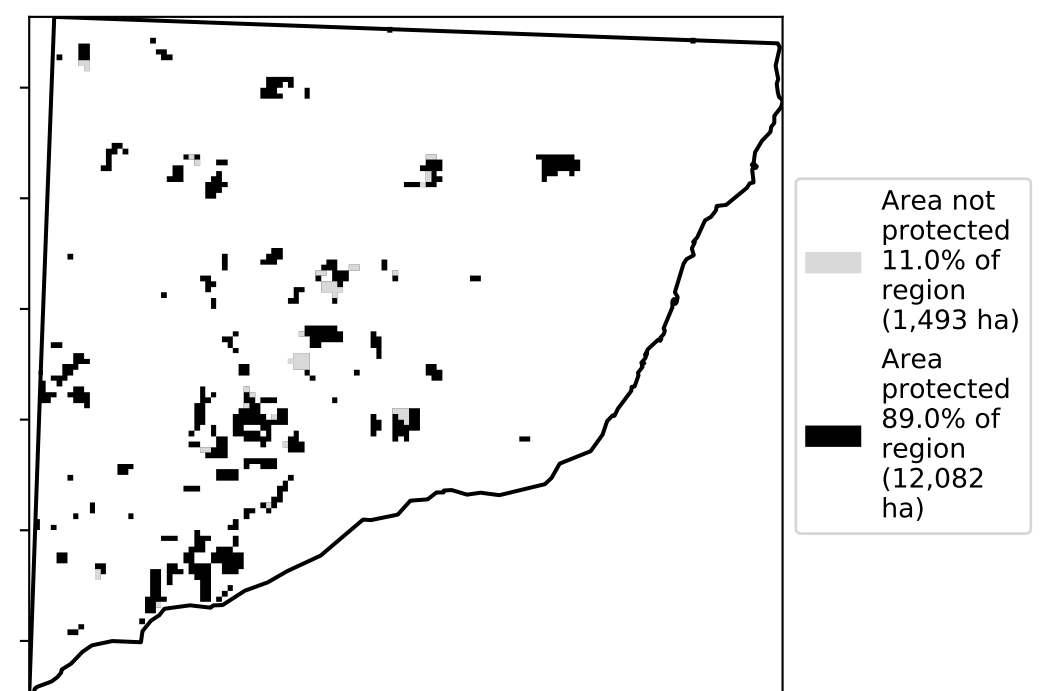 Area not
protected
11.0% of
region
(1,493 ha)
Area
protected
89.0% of
region
(12,082
ha)